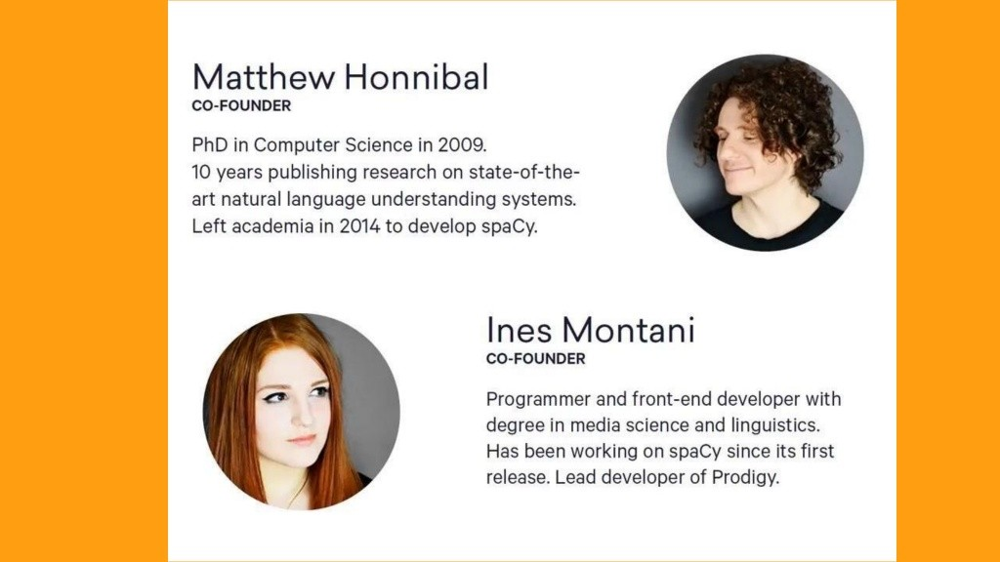 Matthew Honnibal
CO-FOUNDER
PhD in Computer Science in 2009.
10 years publishing research on state-of-the-
art natural language understanding systems.
Left academia in 2014 to develop spaCy.
Ines Montani
CO-FOUNDER
Programmer and front-end developer with
degree in media science and linguistics.
Has been working on spaCy since its first
release. Lead developer of Prodigy.